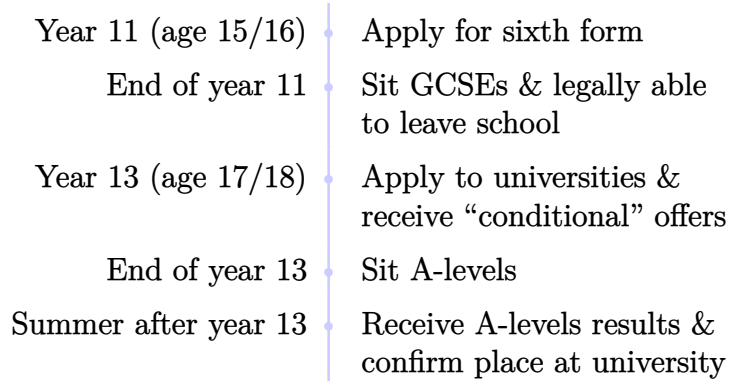 Year 11 (age 15/16) Apply for sixth form
End of year 11 Sit GCSEs & legally able
to leave school
Year 13 (age 17/18) Apply to universities &
receive “conditional” offers
End of year 13 Sit A-levels
Summer after year 13 Receive A-levels results &
confirm place at university